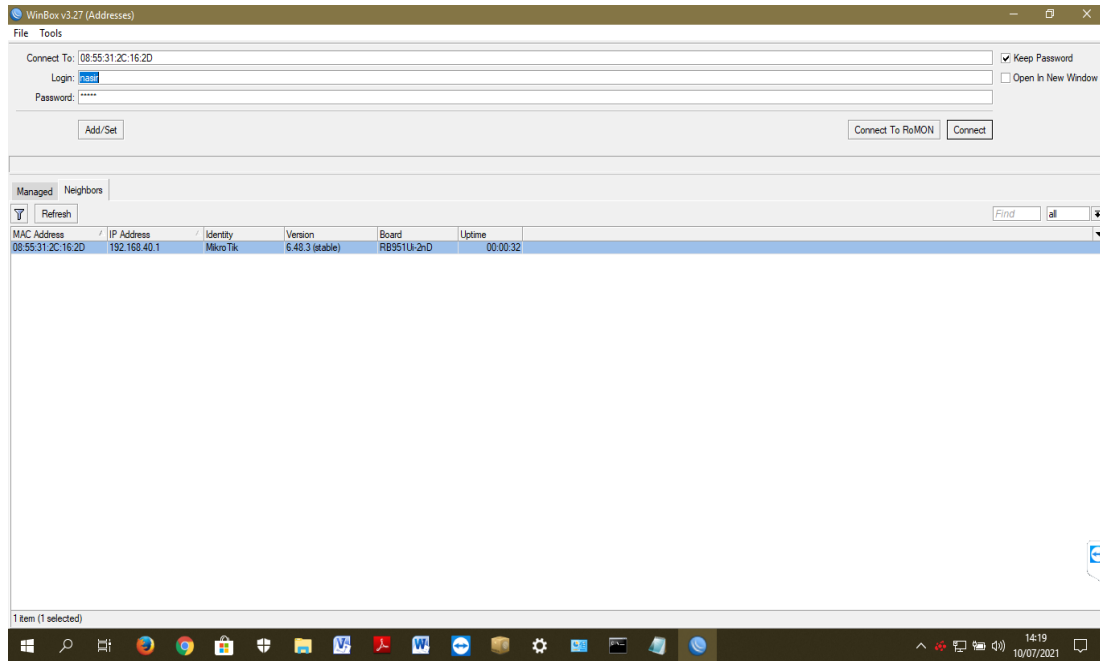 WinBox v3.27 (Addresses)
File Tools
Connect To: 08:55:31:2C:16:2D
Keep Password
Login: nasir
Open In New Window
Password: *****
Add/Set
Connect To RoMON
Connect
Managed Neighbors
Refresh
Find
all
MAC Address IP Address Identity Version Board Uptime
08:55:31:2C:16:2D 192.168.40.1 MikroTik 6.48.3 (stable) RB951Ui-2nD 00:00:32
1 item (1 selected)
14:19
10/07/2021